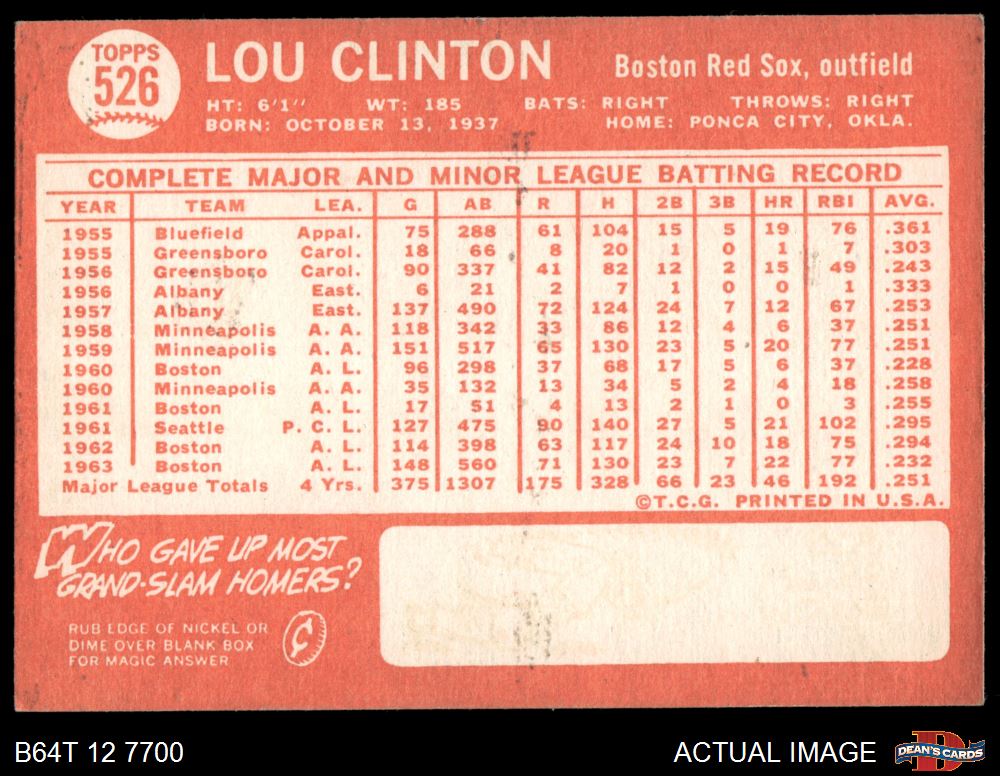 TOPPS
526
LOU CLINTON
Boston Red Sox, outfield
HT: 6'1" WT: 185 BATS: RIGHT THROWS: RIGHT
BORN: OCTOBER 13, 1937 HOME: PONCA CITY, OKLA.
COMPLETE MAJOR AND MINOR LEAGUE BATTING RECORD
YEAR TEAM LEA. G AB R H 2B 3B HR RBI AVG.
1955 Bluefield Appal. 75 288 61 104 15 5 19 76 .361
1955 Greensboro Carol. 18 66 8 20 1 0 1 7 .303
1956 Greensboro Carol. 90 337 41 82 12 2 15 49 .243
1956 Albany East. 6 21 2 7 1 0 0 1 .333
1957 Albany East. 137 490 72 124 24 7 12 67 .253
1958 Minneapolis A. A. 118 342 33 86 12 4 6 37 .251
1959 Minneapolis A. A. 151 517 65 130 23 5 20 77 .251
1960 Boston A. L. 96 298 37 68 17 5 6 37 .228
1960 Minneapolis A. A. 35 132 13 34 5 2 4 18 .258
1961 Boston A. L. 17 51 4 13 2 1 0 3 .255
1961 Seattle P. C. L. 127 475 90 140 27 5 21 102 .295
1962 Boston A. L. 114 398 63 117 24 10 18 75 .294
1963 Boston A. L. 148 560 71 130 23 7 22 77 .232
Major League Totals 4 Yrs. 375 1307 175 328 66 23 46 192 .251
©T.C.G. PRINTED IN U.S.A.
WHO GAVE UP MOST
GRAND-SLAM HOMERS?
RUB EDGE OF NICKEL OR
DIME OVER BLANK BOX
FOR MAGIC ANSWER
¢
B64T 12 7700
ACTUAL IMAGE
D
DEAN'S CARDS